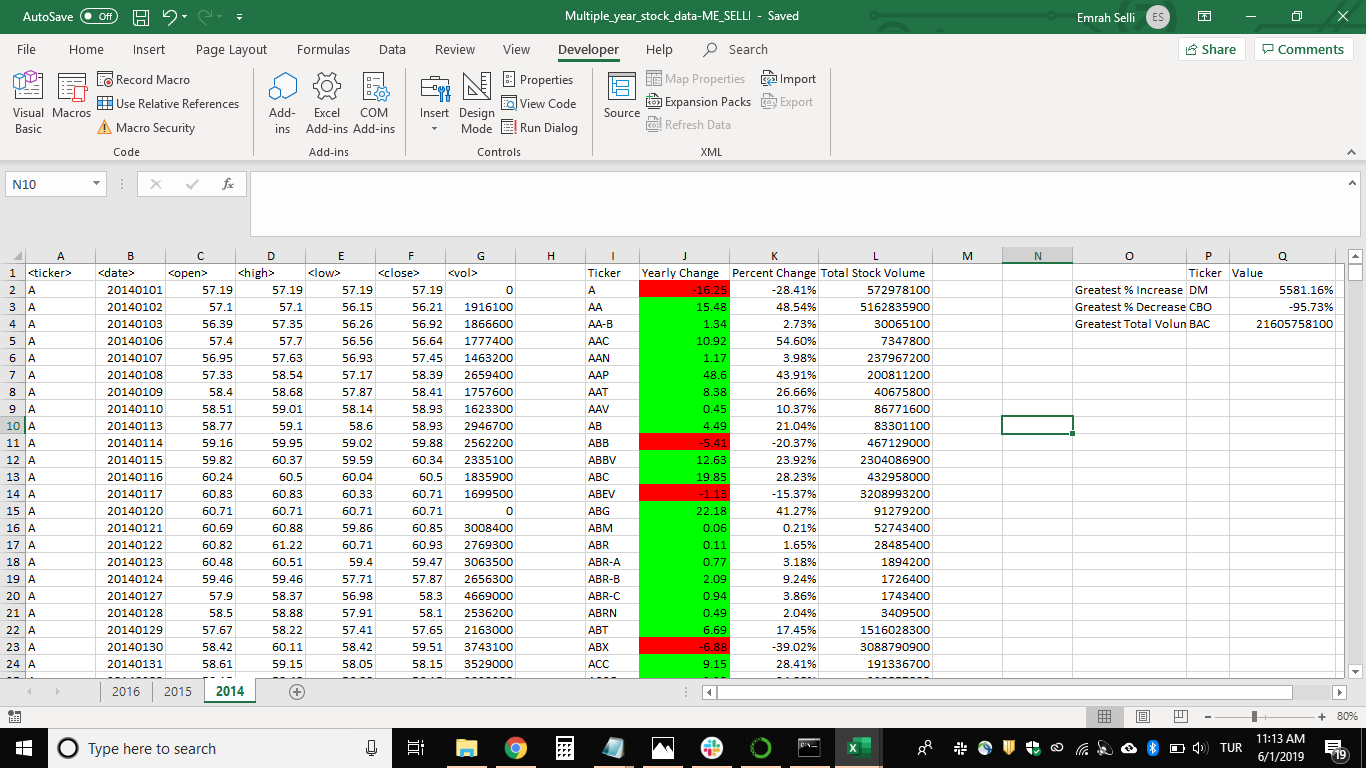 AutoSave Off Multiple_year_stock_data-ME_SELLI - Saved Emrah Selli ES
File Home Insert Page Layout Formulas Data Review View Developer Help Search Share Comments
Visual Basic
Macros
Record Macro
Use Relative References
Macro Security
Code
Add-ins
Excel Add-ins
COM Add-ins
Add-ins
Insert
Design Mode
Properties
View Code
Run Dialog
Controls
Source
Map Properties
Expansion Packs
Refresh Data
Import
Export
XML
N10 fx
A B C D E F G H I J K L M N O P Q
1 <ticker> <date> <open> <high> <low> <close> <vol> Ticker Yearly Change Percent Change Total Stock Volume Ticker Value
2 A 20140101 57.19 57.19 57.19 57.19 0 A -16.25 -28.41% 572978100 Greatest % Increase DM 5581.16%
3 A 20140102 57.1 57.1 56.15 56.21 1916100 AA 15.48 48.54% 5162835900 Greatest % Decrease CBO -95.73%
4 A 20140103 56.39 57.35 56.26 56.92 1866600 AA-B 1.34 2.73% 30065100 Greatest Total Volun BAC 21605758100
5 A 20140106 57.4 57.7 56.56 56.64 1777400 AAC 10.92 54.60% 7347800
6 A 20140107 56.95 57.63 56.93 57.45 1463200 AAN 1.17 3.98% 237967200
7 A 20140108 57.33 58.54 57.17 58.39 2659400 AAP 48.6 43.91% 200811200
8 A 20140109 58.4 58.68 57.87 58.41 1757600 AAT 8.38 26.66% 40675800
9 A 20140110 58.51 59.01 58.14 58.93 1623300 AAV 0.45 10.37% 86771600
10 A 20140113 58.77 59.1 58.6 58.93 2946700 AB 4.49 21.04% 83301100
11 A 20140114 59.16 59.95 59.02 59.88 2562200 ABB -5.41 -20.37% 467129000
12 A 20140115 59.82 60.37 59.59 60.34 2335100 ABBV 12.63 23.92% 2304086900
13 A 20140116 60.24 60.5 60.04 60.5 1835900 ABC 19.85 28.23% 432958000
14 A 20140117 60.83 60.83 60.33 60.71 1699500 ABEV -1.13 -15.37% 3208993200
15 A 20140120 60.71 60.71 60.71 60.71 0 ABG 22.18 41.27% 91279200
16 A 20140121 60.69 60.88 59.86 60.85 3008400 ABM 0.06 0.21% 52743400
17 A 20140122 60.82 61.22 60.71 60.93 2769300 ABR 0.11 1.65% 28485400
18 A 20140123 60.48 60.51 59.4 59.47 3063500 ABR-A 0.77 3.18% 1894200
19 A 20140124 59.46 59.46 57.71 57.87 2656300 ABR-B 2.09 9.24% 1726400
20 A 20140127 57.9 58.37 56.98 58.3 4669000 ABR-C 0.94 3.86% 1743400
21 A 20140128 58.5 58.88 57.91 58.1 2536200 ABRN 0.49 2.04% 3409500
22 A 20140129 57.67 58.22 57.41 57.65 2163000 ABT 6.69 17.45% 1516028300
23 A 20140130 58.42 60.11 58.42 59.51 3743100 ABX -6.88 -39.02% 3088790900
24 A 20140131 58.61 59.15 58.05 58.15 3529000 ACC 9.15 28.41% 191336700
2016 2015 2014
80%
Type here to search TUR 11:13 AM
6/1/2019 19